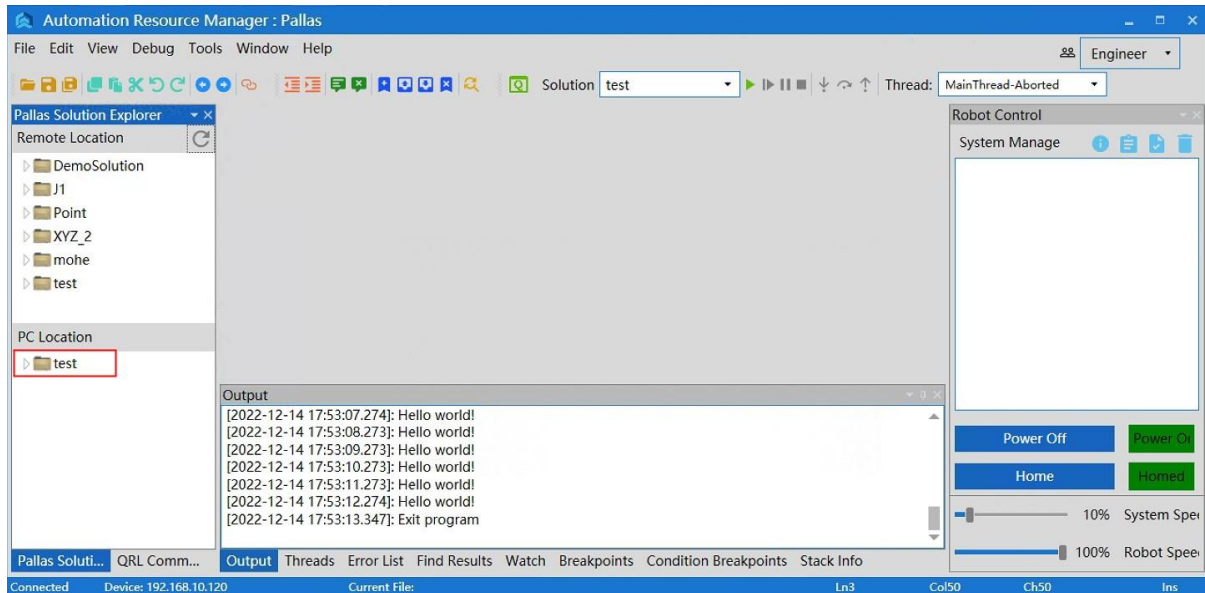 Automation Resource Manager : Pallas
File Edit View Debug Tools Window Help
Engineer
Solution test
Thread: MainThread-Aborted
Pallas Solution Explorer
Remote Location
DemoSolution
J1
Point
XYZ_2
mohe
test
PC Location
test
Pallas Soluti... QRL Comm...
Output
[2022-12-14 17:53:07.274]: Hello world!
[2022-12-14 17:53:08.273]: Hello world!
[2022-12-14 17:53:09.273]: Hello world!
[2022-12-14 17:53:10.273]: Hello world!
[2022-12-14 17:53:11.273]: Hello world!
[2022-12-14 17:53:12.274]: Hello world!
[2022-12-14 17:53:13.347]: Exit program
Output Threads Error List Find Results Watch Breakpoints Condition Breakpoints Stack Info
Robot Control
System Manage
Power Off Power Or
Home Homed
10% System Spe
100% Robot Spee
Connected Device: 192.168.10.120 Current File: Ln3 Col50 Ch50 Ins